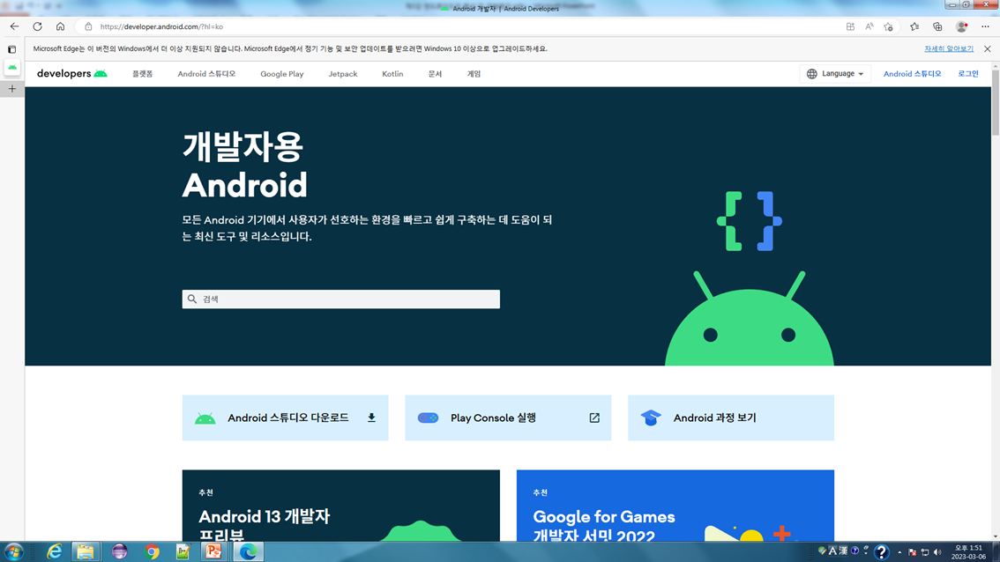 Android 개발자 | Android Developers
https://developer.android.com/?hl=ko
Microsoft Edge는 이 버전의 Windows에서 더 이상 지원되지 않습니다. Microsoft Edge에서 정기 기능 및 보안 업데이트를 받으려면 Windows 10 이상으로 업그레이드하세요.
자세히 알아보기
developers
플랫폼
Android 스튜디오
Google Play
Jetpack
Kotlin
문서
게임
Language
Android 스튜디오
로그인
개발자용
Android
모든 Android 기기에서 사용자가 선호하는 환경을 빠르고 쉽게 구축하는 데 도움이 되
는 최신 도구 및 리소스입니다.
검색
Android 스튜디오 다운로드
Play Console 실행
Android 과정 보기
추천
Android 13 개발자
프리뷰
추천
Google for Games
개발자 서밋 2022
A 漢
오후 1:51
2023-03-06